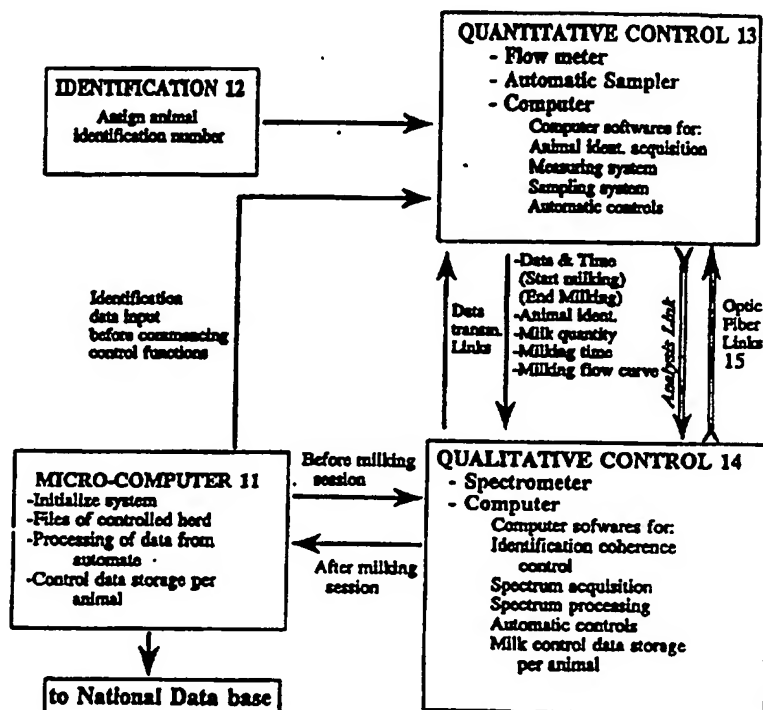 IDENTIFICATION 12
Assign animal
identification number
QUANTITATIVE CONTROL 13
- Flow meter
- Automatic Sampler
- Computer
Computer softwares for:
Animal ident. acquisition
Measuring system
Sampling system
Automatic controls
Identification
data input
before commencing
control functions
Data
transm.
Links
-Data & Time
(Start milking)
(End Milking)
-Animal ident.
-Milk quantity
-Milking time
-Milking flow curve
Analysis Link
Optic
Fiber
Links
15
MICRO-COMPUTER 11
-Initialize system
-Files of controlled herd
-Processing of data from
automate
-Control data storage per
animal
Before milking
session
After milking
session
QUALITATIVE CONTROL 14
- Spectrometer
- Computer
Computer sofwares for:
Identification coherence
control
Spectrum acquisition
Spectrum processing
Automatic controls
Milk control data storage
per animal
to National Data base